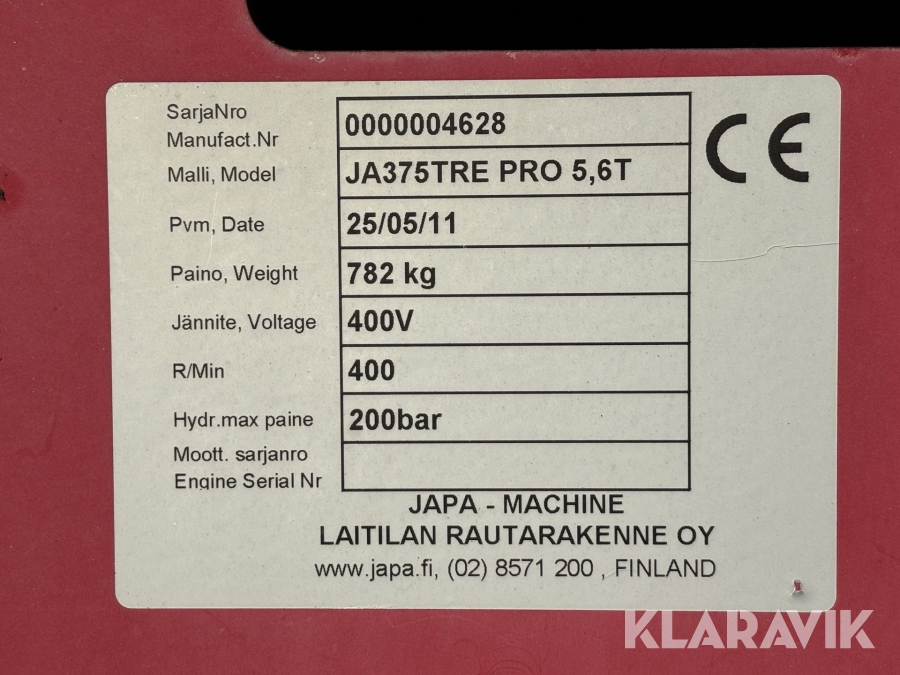 SarjaNro
Manufact.Nr 0000004628
Malli, Model JA375TRE PRO 5,6T
Pvm, Date 25/05/11
Paino, Weight 782 kg
Jännite, Voltage 400V
R/Min 400
Hydr.max paine 200bar
Moott. sarjanro
Engine Serial Nr
CE
JAPA - MACHINE
LAITILAN RAUTARAKENNE OY
www.japa.fi, (02) 8571 200 , FINLAND
KLARAVIK